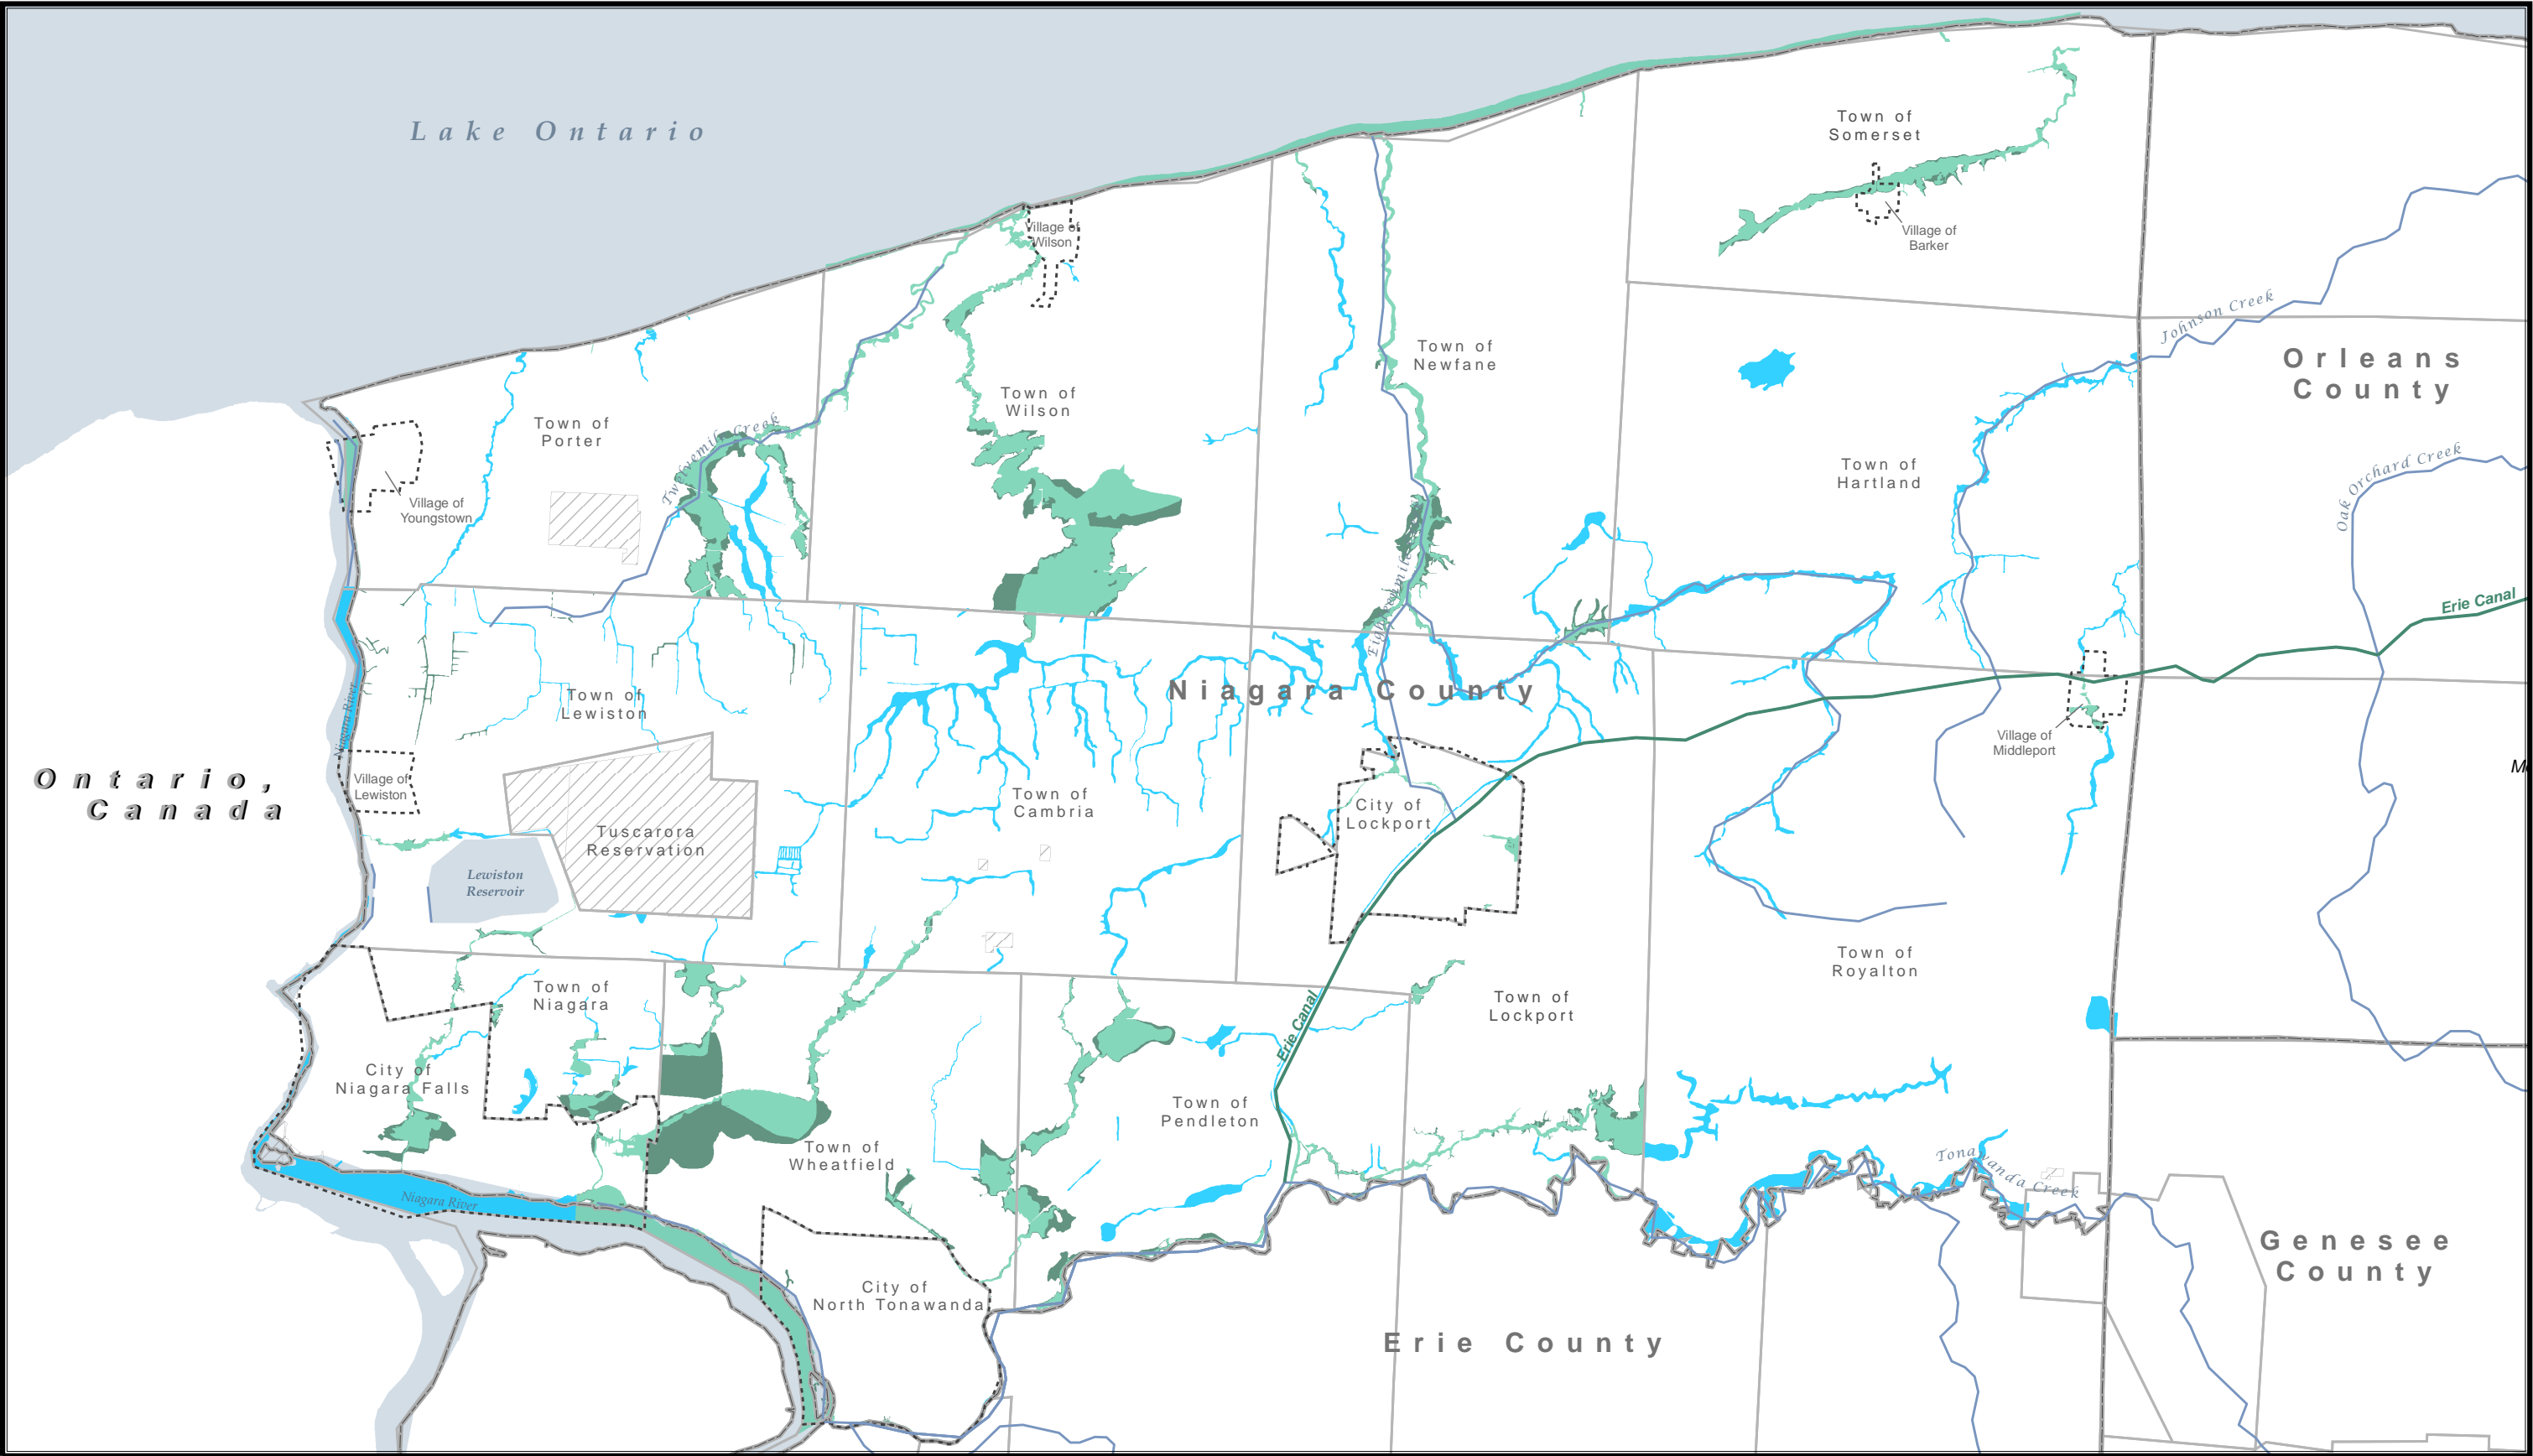 Lake Ontario
Town of
Somerset
Village of
Barker
Village of
Wilson
Johnson Creek
Town of
Newfane
Orleans
County
Town of
Wilson
Town of
Porter
Twelvemile Creek
Village of
Youngstown
Town of
Hartland
Oak Orchard Creek
Erie Canal
Eighteenmile
Niagara County
Town of
Lewiston
Niagara River
Village of
Lewiston
Village of
Middleport
Ontario,
Canada
Town of
Cambria
City of
Lockport
Tuscarora
Reservation
Lewiston
Reservoir
Town of
Royalton
Town of
Niagara
Town of
Lockport
Erie Canal
City of
Niagara Falls
Town of
Pendleton
Town of
Wheatfield
Tonawanda Creek
Niagara River
Genesee
County
City of
North Tonawanda
Erie County